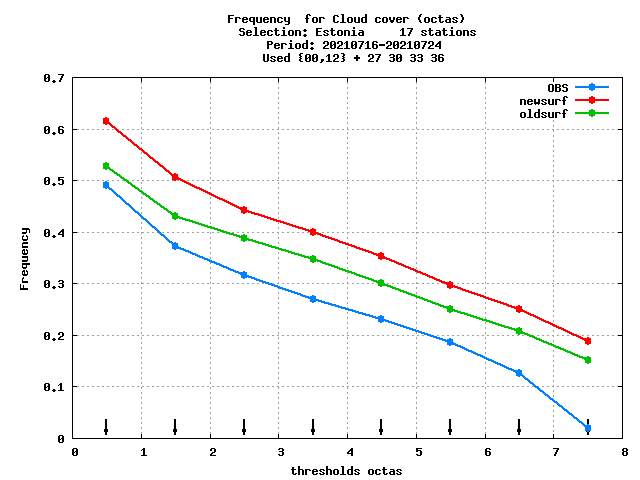 Frequency  for Cloud cover (octas)
Selection: Estonia     17 stations
Period: 20210716-20210724
Used {00,12} + 27 30 33 36
OBS
newsurf
oldsurf
Frequency
0.7
0.6
0.5
0.4
0.3
0.2
0.1
0
0 1 2 3 4 5 6 7 8
thresholds octas